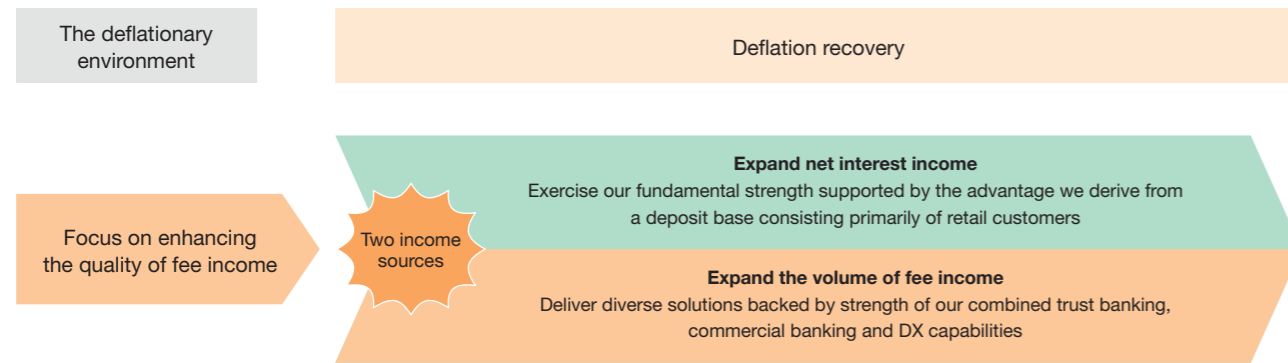 The deflationary
environment
Deflation recovery
Focus on enhancing
the quality of fee income
Two income
sources
Expand net interest income
Exercise our fundamental strength supported by the advantage we derive from
a deposit base consisting primarily of retail customers
Expand the volume of fee income
Deliver diverse solutions backed by strength of our combined trust banking,
commercial banking and DX capabilities